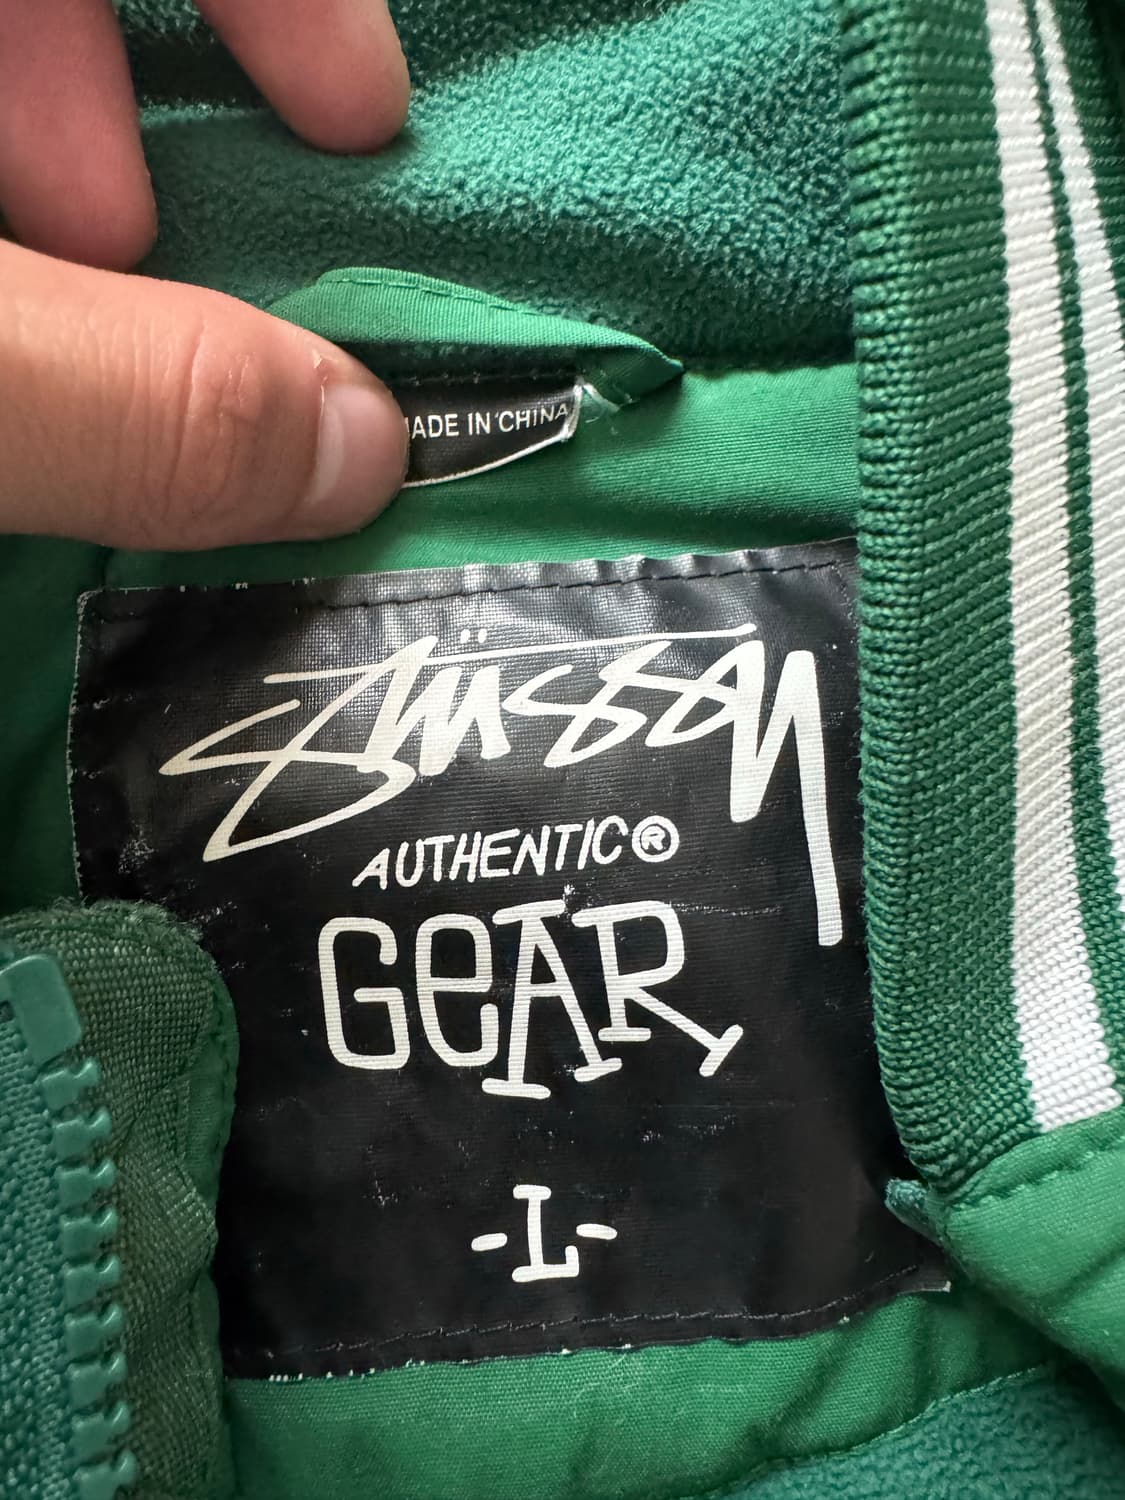 MADE IN CHINA
Stüssy
AUTHENTIC®
GeAR
-L-